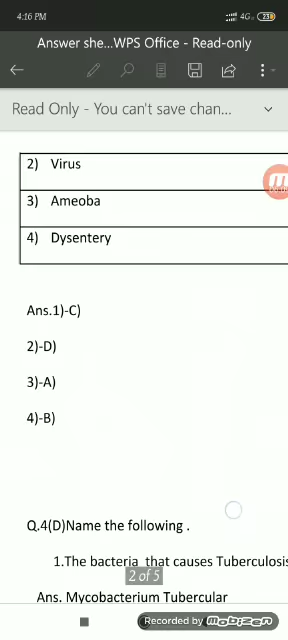 4:16 PM 4G 23
Answer she...WPS Office - Read-only
Read Only - You can't save chan...
2) Virus
3) Ameoba
4) Dysentery
Ans.1)-C)
2)-D)
3)-A)
4)-B)
Q.4(D)Name the following .
1.The bacteria that causes Tuberculosis
2 of 5
Ans. Mycobacterium Tubercular
Recorded by mobizen